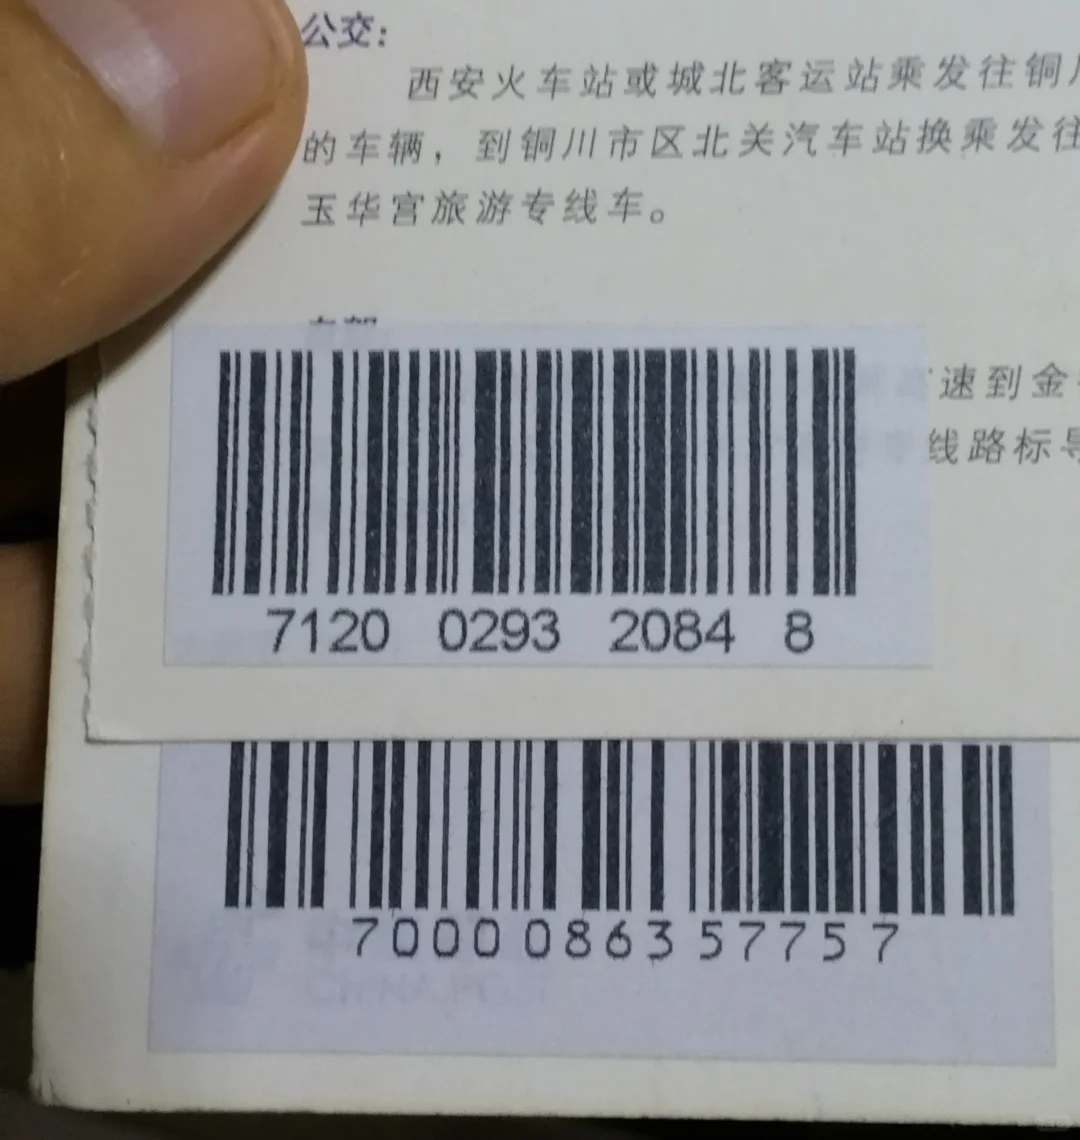 公交:
西安火车站或城北客运站乘发往铜川
的车辆，到铜川市区北关汽车站换乘发往
玉华宫旅游专线车。
速到金
线路标导
7120 0293 2084 8
7000 0863 5775 7